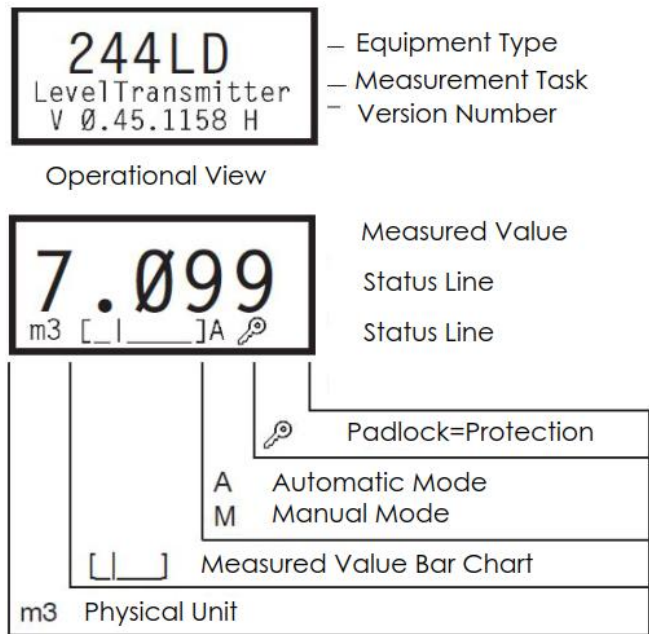 244LD
LevelTransmitter
V Ø.45.1158 H
Equipment Type
Measurement Task
Version Number
Operational View
7.Ø99
m3 [_|____]A
Measured Value
Status Line
Status Line
Padlock=Protection
A Automatic Mode
M Manual Mode
[_|___] Measured Value Bar Chart
m3 Physical Unit